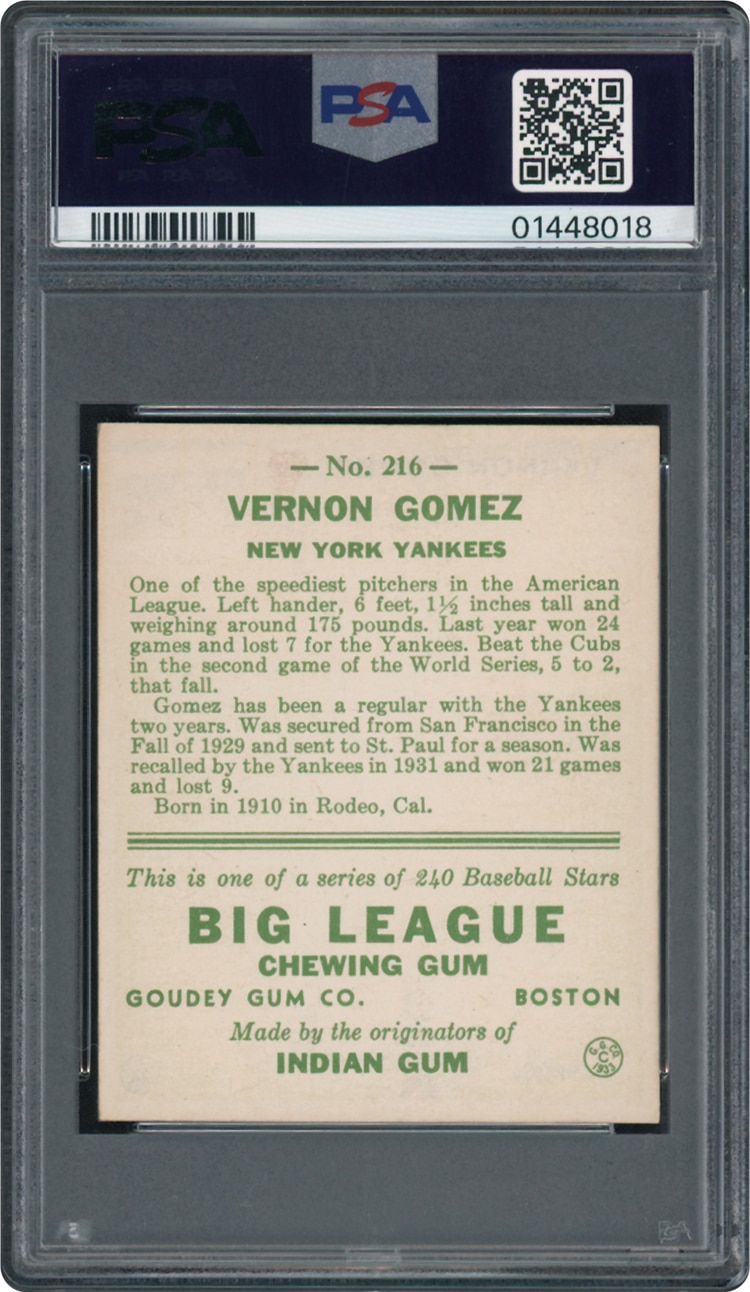 PSA
PSA
01448018
— No. 216 —
VERNON GOMEZ
NEW YORK YANKEES
One of the speediest pitchers in the American
League. Left hander, 6 feet, 1½ inches tall and
weighing around 175 pounds. Last year won 24
games and lost 7 for the Yankees. Beat the Cubs
in the second game of the World Series, 5 to 2,
that fall.
Gomez has been a regular with the Yankees
two years. Was secured from San Francisco in the
Fall of 1929 and sent to St. Paul for a season. Was
recalled by the Yankees in 1931 and won 21 games
and lost 9.
Born in 1910 in Rodeo, Cal.
This is one of a series of 240 Baseball Stars
BIG LEAGUE
CHEWING GUM
GOUDEY GUM CO. BOSTON
Made by the originators of
INDIAN GUM
G. G. CO.
C
1933
PSA